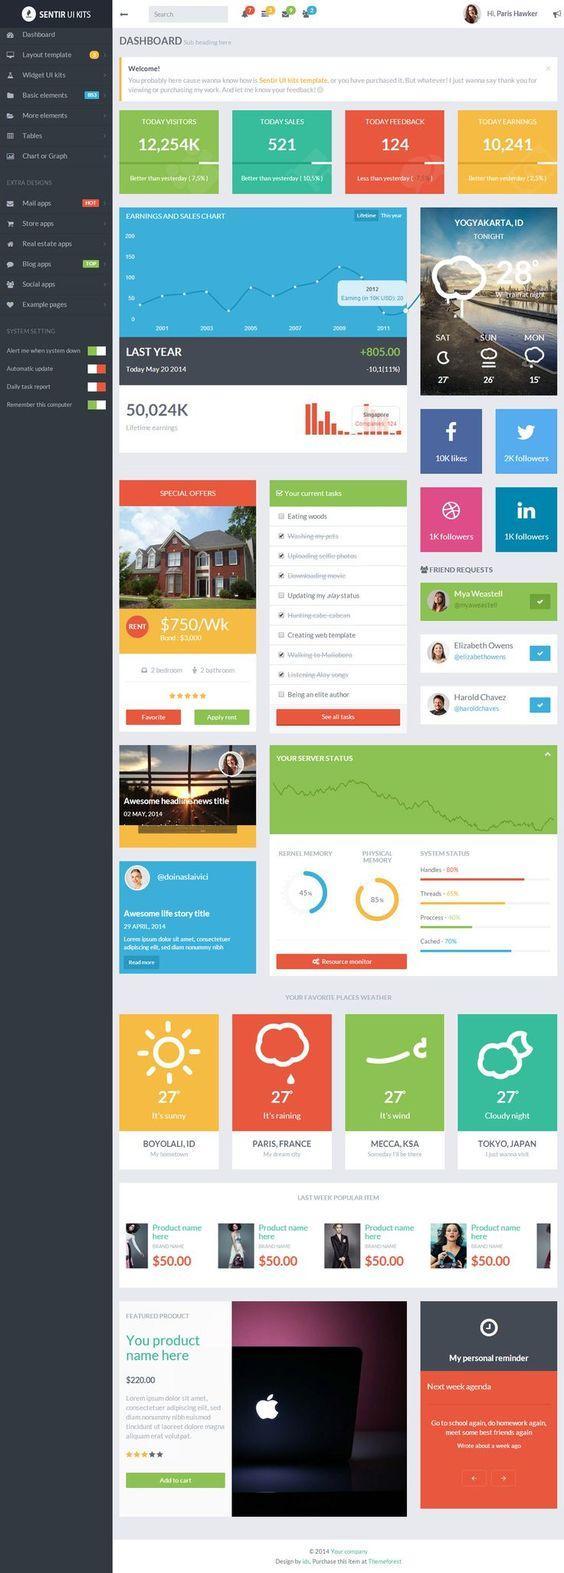 SENTIR UI KITS
Search
7
3
9
2
Hi, Paris Hawker
Dashboard
Layout template
Widget UI kits
Basic elements
More elements
Tables
Chart or Graph
EXTRA DESIGNS
Mail apps HOT
Store apps
Real estate apps
Blog apps TOP
Social apps
Example pages
SYSTEM SETTING
Alert me when system down
Automatic update
Daily task report
Remember this computer
DASHBOARD Sub heading here
Welcome!
You probably here cause wanna know how is Sentir UI kits template, or you have purchased it. But whatever! I just wanna say thank you for
viewing or purchasing my work. And let me know your feedback!
TODAY VISITORS
12,254K
Better than yesterday ( 7,5% )
TODAY SALES
521
Better than yesterday ( 10,5% )
TODAY FEEDBACK
124
Less than yesterday (
TODAY EARNINGS
10,241
Better than yesterday ( 2,5% )
EARNINGS AND SALES CHART
Lifetime This year
200
150
100
50
0
2001 2003 2005 2007 2009 2011
2012
Earning (in 10K USD): 20
LAST YEAR +805.00
Today May 20 2014 -10,1(11%)
50,024K
Lifetime earnings
Singapore
Companies: 124
YOGYAKARTA, ID
TONIGHT
28°
Will rain at night
SAT SUN MON
27° 26° 15°
10K likes
2K followers
1K followers
1K followers
SPECIAL OFFERS
RENT
$750/Wk
Bond : $3,000
2 bedroom 2 bathroom
Favorite Apply rent
Your current tasks
Eating woods
Washing my pets
Uploading selfie photos
Downloading movie
Updating my alay status
Hunting cabe-cabean
Creating web template
Walking to Malioboro
Listening Alay songs
Being an elite author
See all tasks
FRIEND REQUESTS
Mya Weastell
@myaweastell
Elizabeth Owens
@elizabethowens
Harold Chavez
@haroldchaves
Awesome headline news title
02 MAY, 2014
@doinaslaivici
Awesome life story title
29 APRIL, 2014
Lorem ipsum dolor sit amet, consectetuer
adipiscing elit, sed diam nonummy nibh
Read more
YOUR SERVER STATUS
KERNEL MEMORY
45%
PHYSICAL
MEMORY
85%
Resource monitor
SYSTEM STATUS
Handles - 80%
Threads - 65%
Proccess - 40%
Cached - 70%
YOUR FAVORITE PLACES WEATHER
27°
It's sunny
BOYOLALI, ID
My hometown
27°
It's raining
PARIS, FRANCE
My dream city
27°
It's wind
MECCA, KSA
Someday I'll be there
27°
Cloudy night
TOKYO, JAPAN
I just wanna visit
LAST WEEK POPULAR ITEM
Product name
here
BRAND NAME
$50.00
Product name
here
BRAND NAME
$50.00
Product name
here
BRAND NAME
$50.00
Product name
here
BRAND NAME
$50.00
FEATURED PRODUCT
You product
name here
$220.00
Lorem ipsum dolor sit amet,
consectetuer adipiscing elit, sed
diam nonummy nibh euismod
tincidunt ut laoreet dolore magna
aliquam erat volutpat.
Add to cart
My personal reminder
Next week agenda
Go to school again, do homework again,
meet some best friends again
Wrote about a week ago
© 2014 Your company
Design by ids. Purchase this item at Themeforest